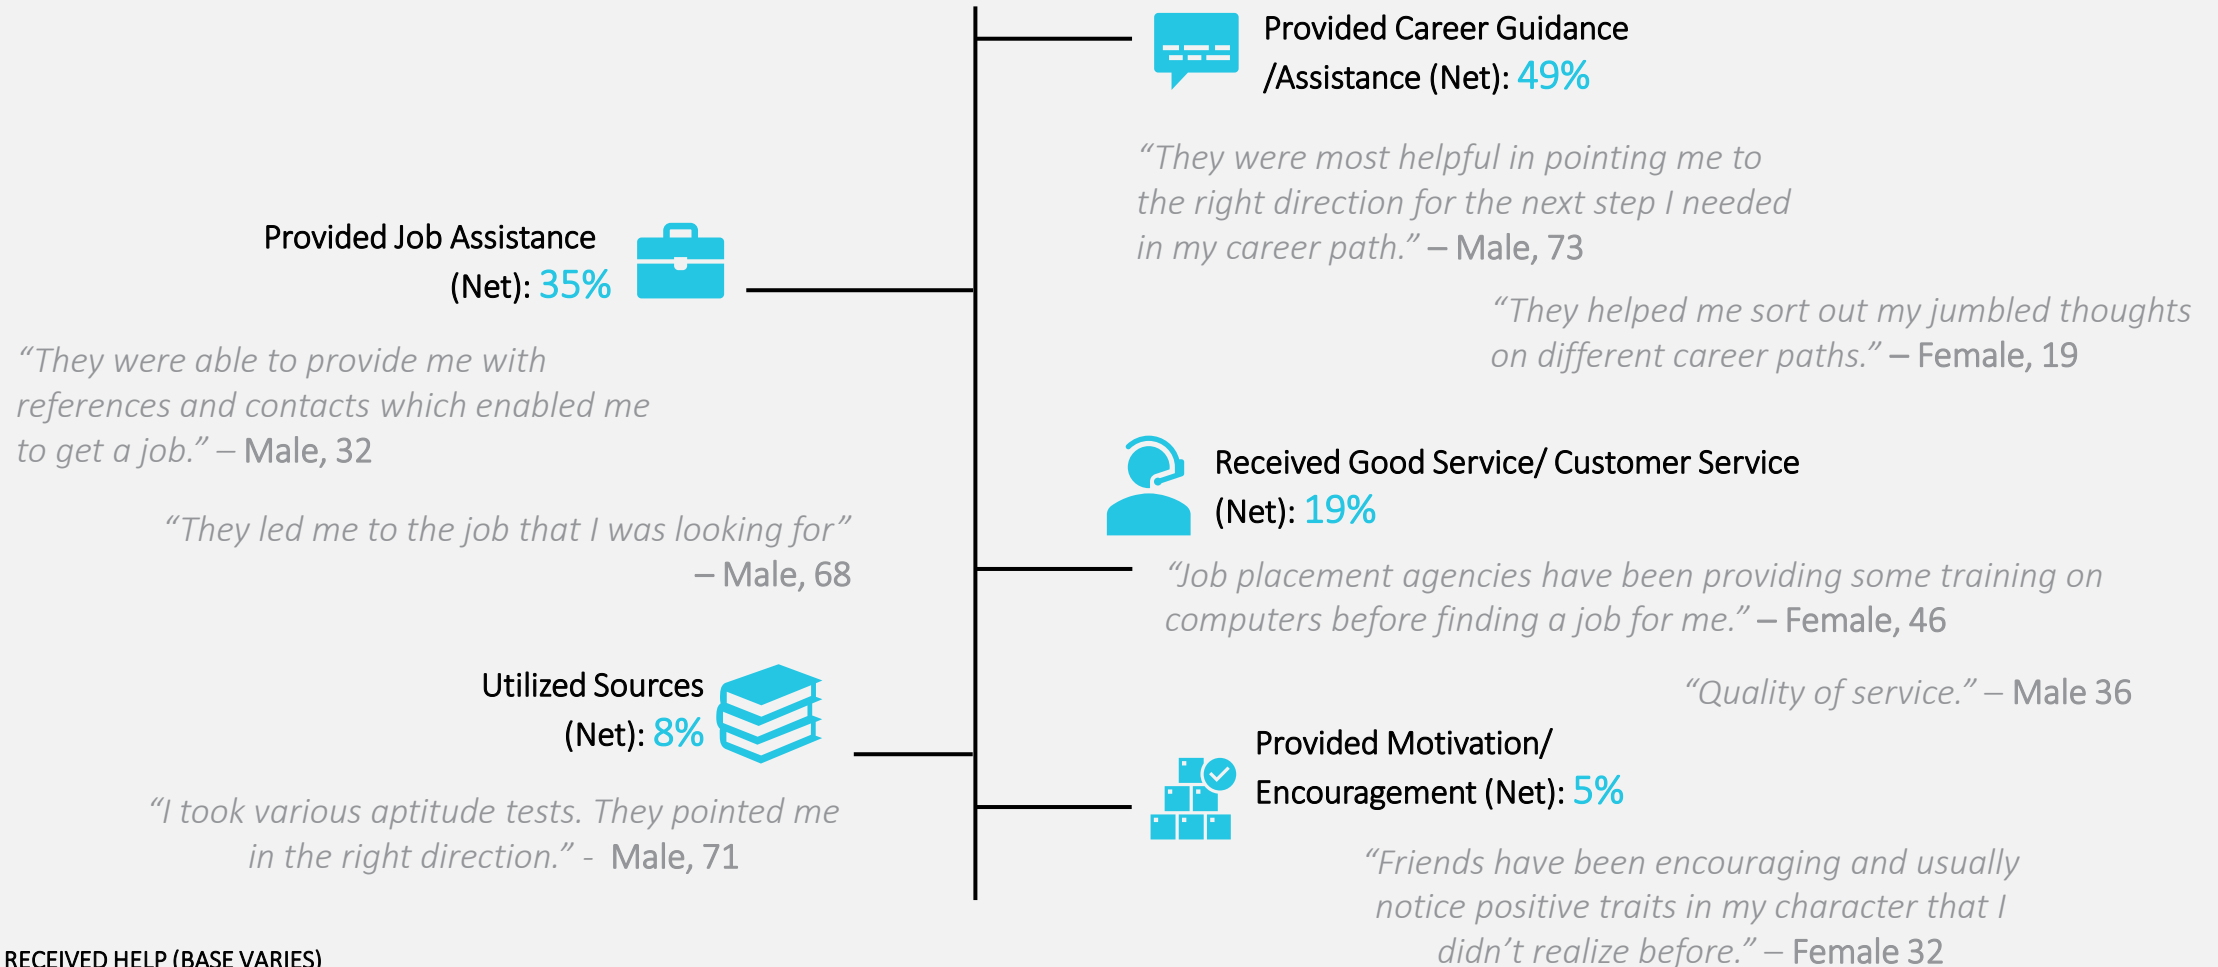 Provided Career Guidance
/Assistance (Net): 49%
“They were most helpful in pointing me to
the right direction for the next step I needed
in my career path.” – Male, 73
“They helped me sort out my jumbled thoughts
on different career paths.” – Female, 19
Provided Job Assistance
(Net): 35%
“They were able to provide me with
references and contacts which enabled me
to get a job.” – Male, 32
“They led me to the job that I was looking for”
– Male, 68
Received Good Service/ Customer Service
(Net): 19%
“Job placement agencies have been providing some training on
computers before finding a job for me.” – Female, 46
“Quality of service.” – Male 36
Utilized Sources
(Net): 8%
“I took various aptitude tests. They pointed me
in the right direction.” - Male, 71
Provided Motivation/
Encouragement (Net): 5%
“Friends have been encouraging and usually
notice positive traits in my character that I
didn’t realize before.” – Female 32
RECEIVED HELP (BASE VARIES)